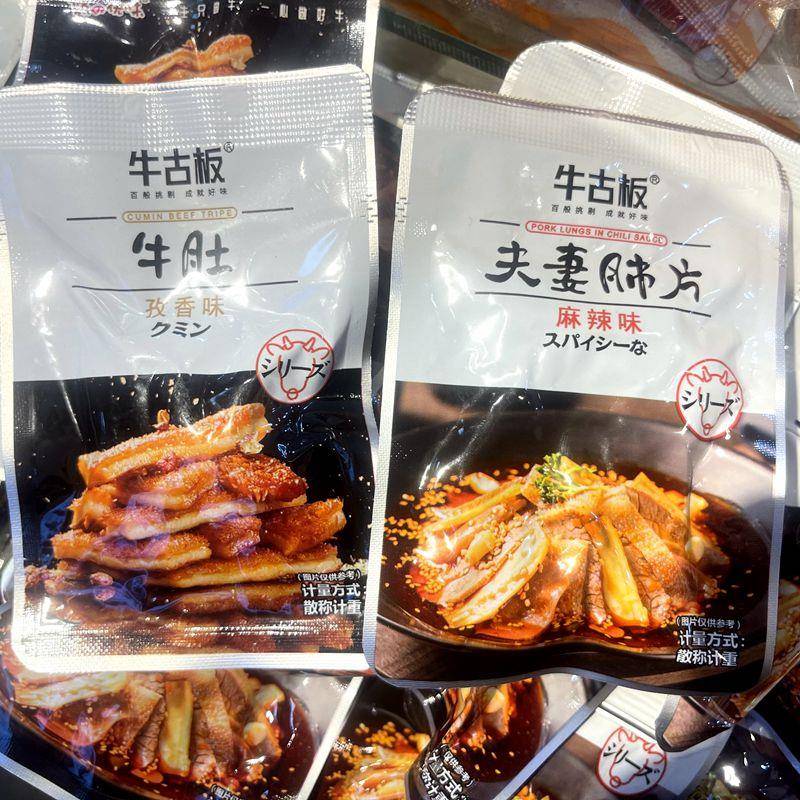 牛古板®
百般挑剔 成就好味
CUMIN BEEF TRIPE
牛肚
孜香味
クミン
シリーズ
(图片仅供参考)
计量方式:
散称计重
牛古板®
百般挑剔 成就好味
PORK LUNGS IN CHILI SAUCE
夫妻肺片
麻辣味
スパイシーな
シリーズ
(图片仅供参考)
计量方式:
散称计重
シリーズ